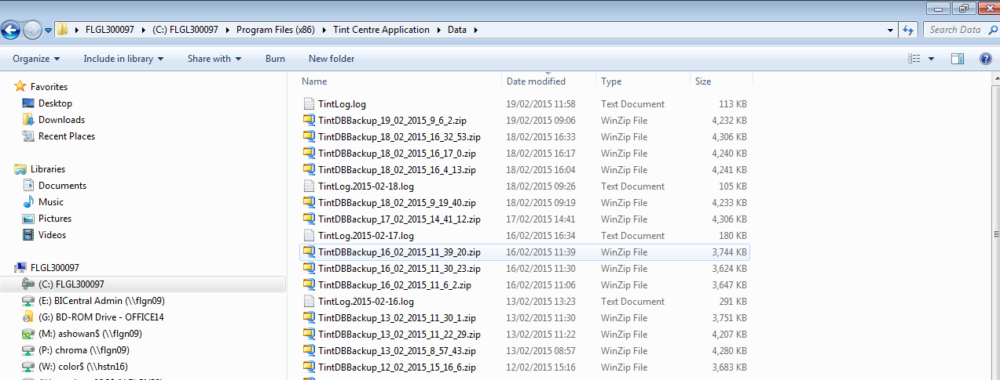 FLGL300097 (C:) FLGL300097 Program Files (x86) Tint Centre Application Data Search Data
Organize Include in library Share with Burn New folder
Name Date modified Type Size
Favorites
Desktop
Downloads
Recent Places
Libraries
Documents
Music
Pictures
Videos
FLGL300097
(C:) FLGL300097
(E:) BICentral Admin (\\flgn09)
(G:) BD-ROM Drive - OFFICE14
(M:) ashowan$ (\\flgn09)
(P:) chroma (\\flgn09)
(W:) color$ (\\hstn16)
TintLog.log 19/02/2015 11:58 Text Document 113 KB
TintDBBackup_19_02_2015_9_6_2.zip 19/02/2015 09:06 WinZip File 4,232 KB
TintDBBackup_18_02_2015_16_32_53.zip 18/02/2015 16:33 WinZip File 4,306 KB
TintDBBackup_18_02_2015_16_17_0.zip 18/02/2015 16:17 WinZip File 4,240 KB
TintDBBackup_18_02_2015_16_4_13.zip 18/02/2015 16:04 WinZip File 4,241 KB
TintLog.2015-02-18.log 18/02/2015 09:26 Text Document 105 KB
TintDBBackup_18_02_2015_9_19_40.zip 18/02/2015 09:19 WinZip File 4,233 KB
TintDBBackup_17_02_2015_14_41_12.zip 17/02/2015 14:41 WinZip File 4,306 KB
TintLog.2015-02-17.log 16/02/2015 16:34 Text Document 180 KB
TintDBBackup_16_02_2015_11_39_20.zip 16/02/2015 11:39 WinZip File 3,744 KB
TintDBBackup_16_02_2015_11_30_23.zip 16/02/2015 11:30 WinZip File 3,624 KB
TintDBBackup_16_02_2015_11_6_2.zip 16/02/2015 11:06 WinZip File 3,647 KB
TintLog.2015-02-16.log 13/02/2015 13:23 Text Document 291 KB
TintDBBackup_13_02_2015_11_30_1.zip 13/02/2015 11:30 WinZip File 3,751 KB
TintDBBackup_13_02_2015_11_22_29.zip 13/02/2015 11:22 WinZip File 4,207 KB
TintDBBackup_13_02_2015_8_57_43.zip 13/02/2015 08:57 WinZip File 4,280 KB
TintDBBackup_12_02_2015_15_16_6.zip 12/02/2015 15:16 WinZip File 3,683 KB